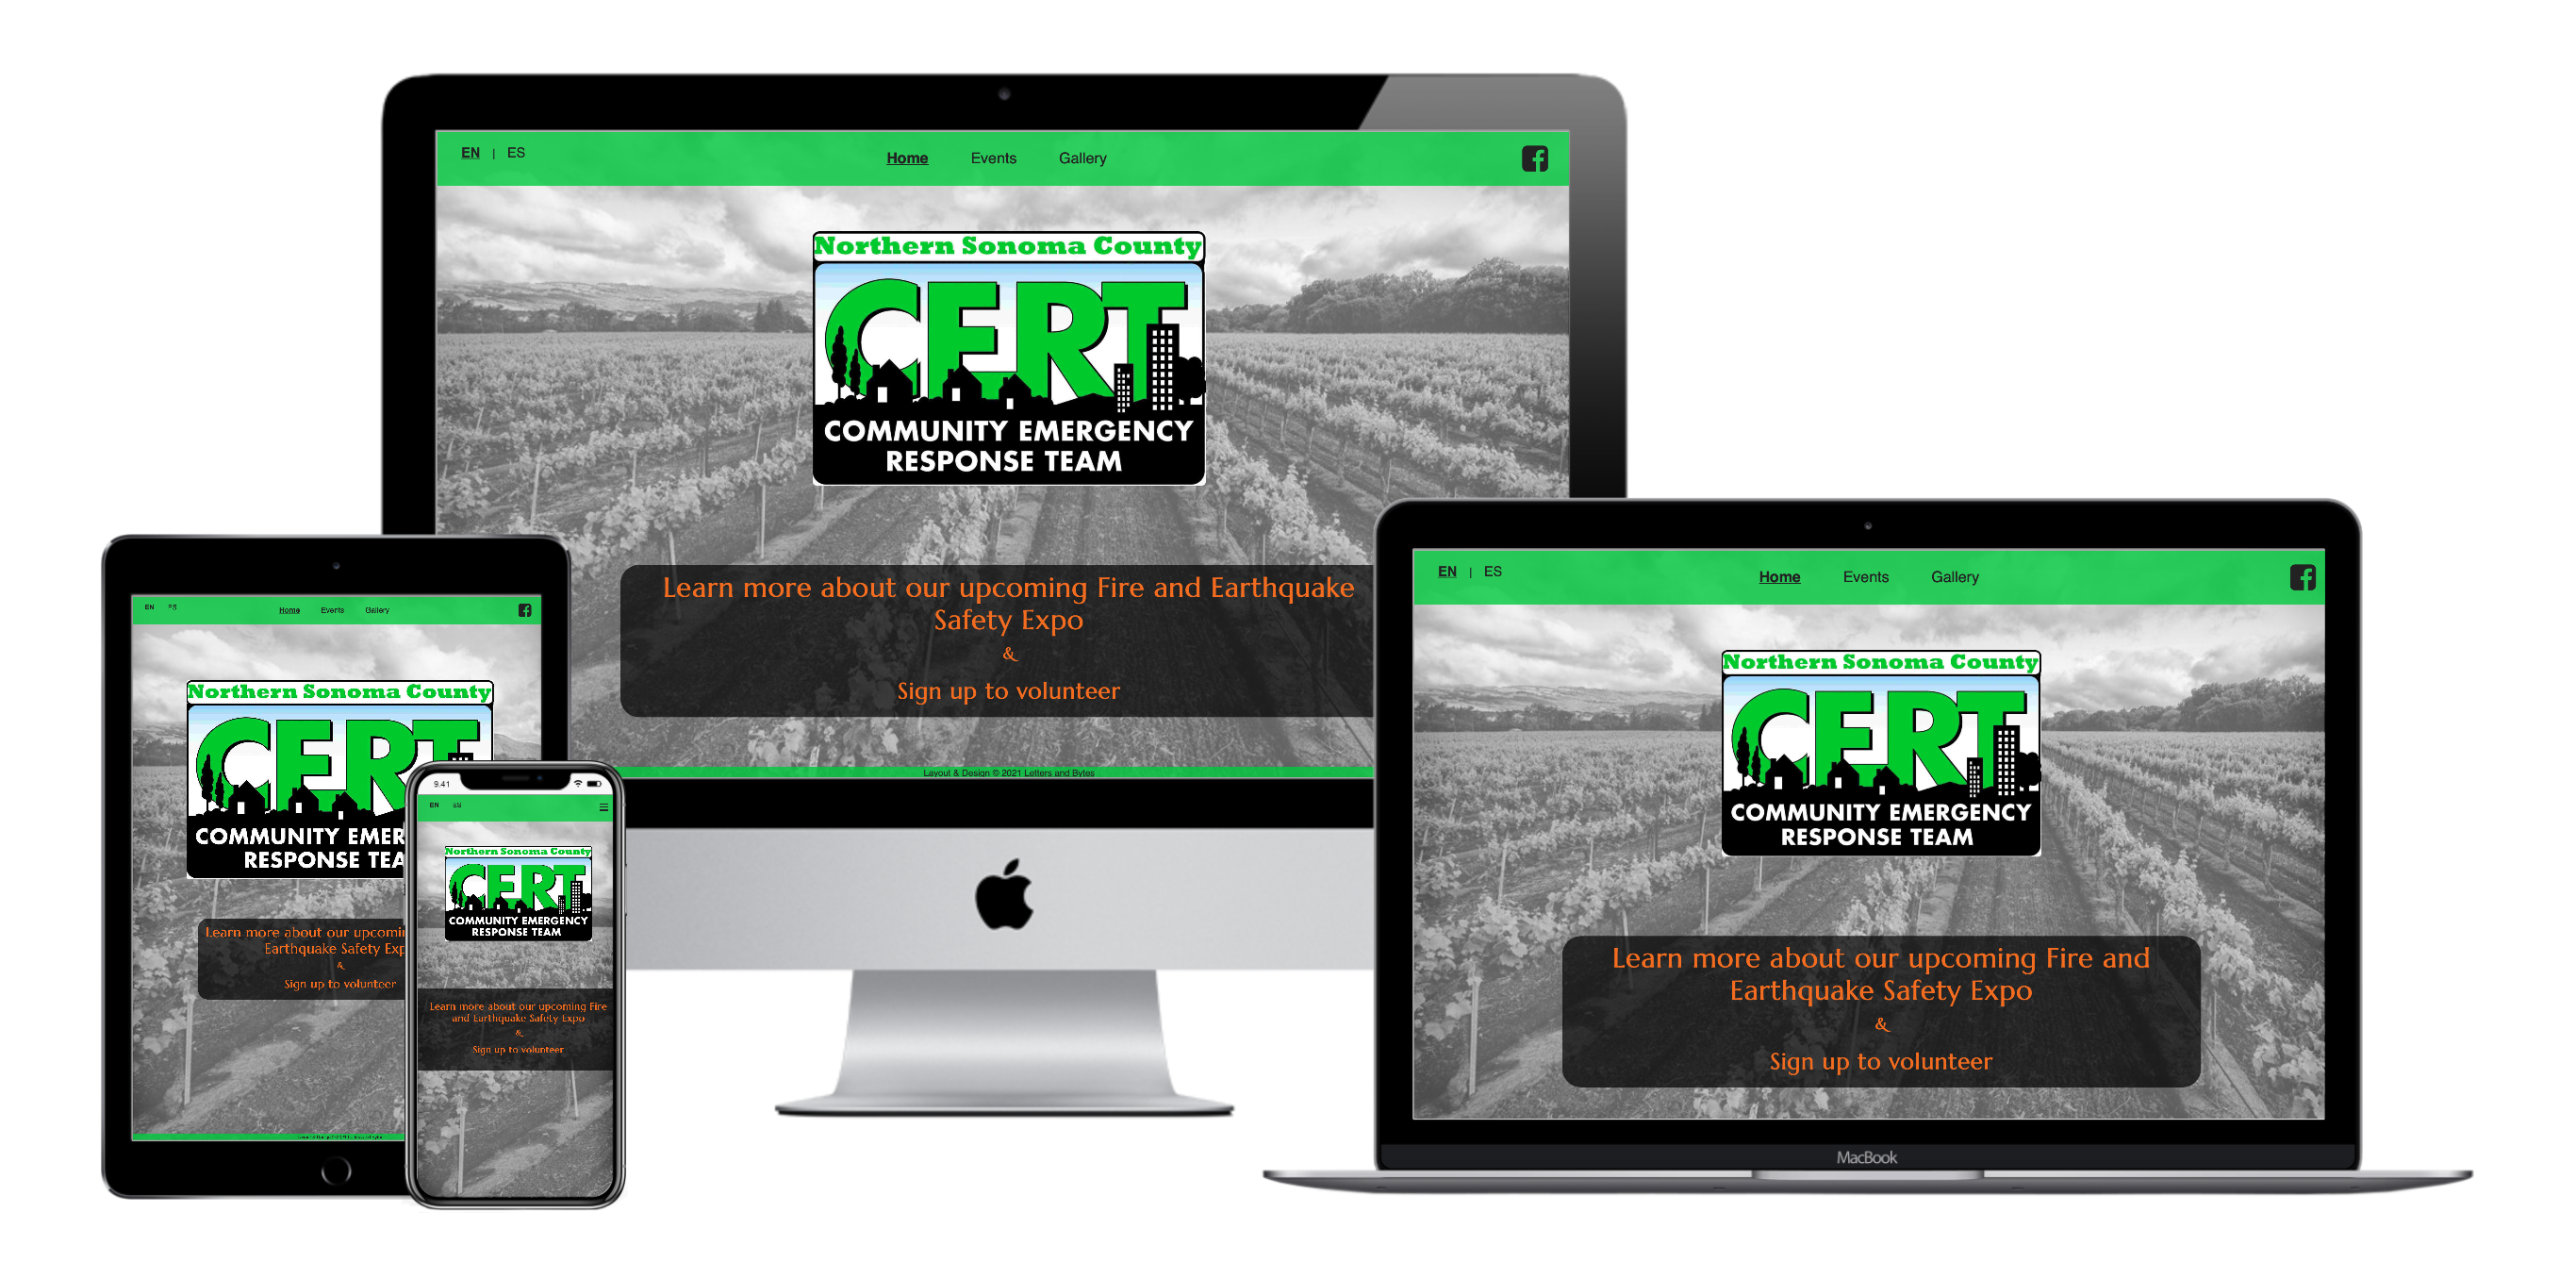 EN | ES Home Events Gallery
Northern Sonoma County
CERT
COMMUNITY EMERGENCY
RESPONSE TEAM
Learn more about our upcoming Fire and Earthquake
Safety Expo
&
Sign up to volunteer
Layout & Design © 2021 Letters and Bytes
EN Home Events Gallery
Northern Sonoma County
CERT
COMMUNITY EMER
RESPONSE TEA
Learn more about our upcomin
Earthquake Safety Exp
&
Sign up to volunteer
9:41
EN
Northern Sonoma County
CERT
COMMUNITY EMERGENCY
RESPONSE TEAM
Learn more about our upcoming Fire
and Earthquake Safety Expo
&
Sign up to volunteer
EN | ES Home Events Gallery
Northern Sonoma County
CERT
COMMUNITY EMERGENCY
RESPONSE TEAM
Learn more about our upcoming Fire and
Earthquake Safety Expo
&
Sign up to volunteer
MacBook